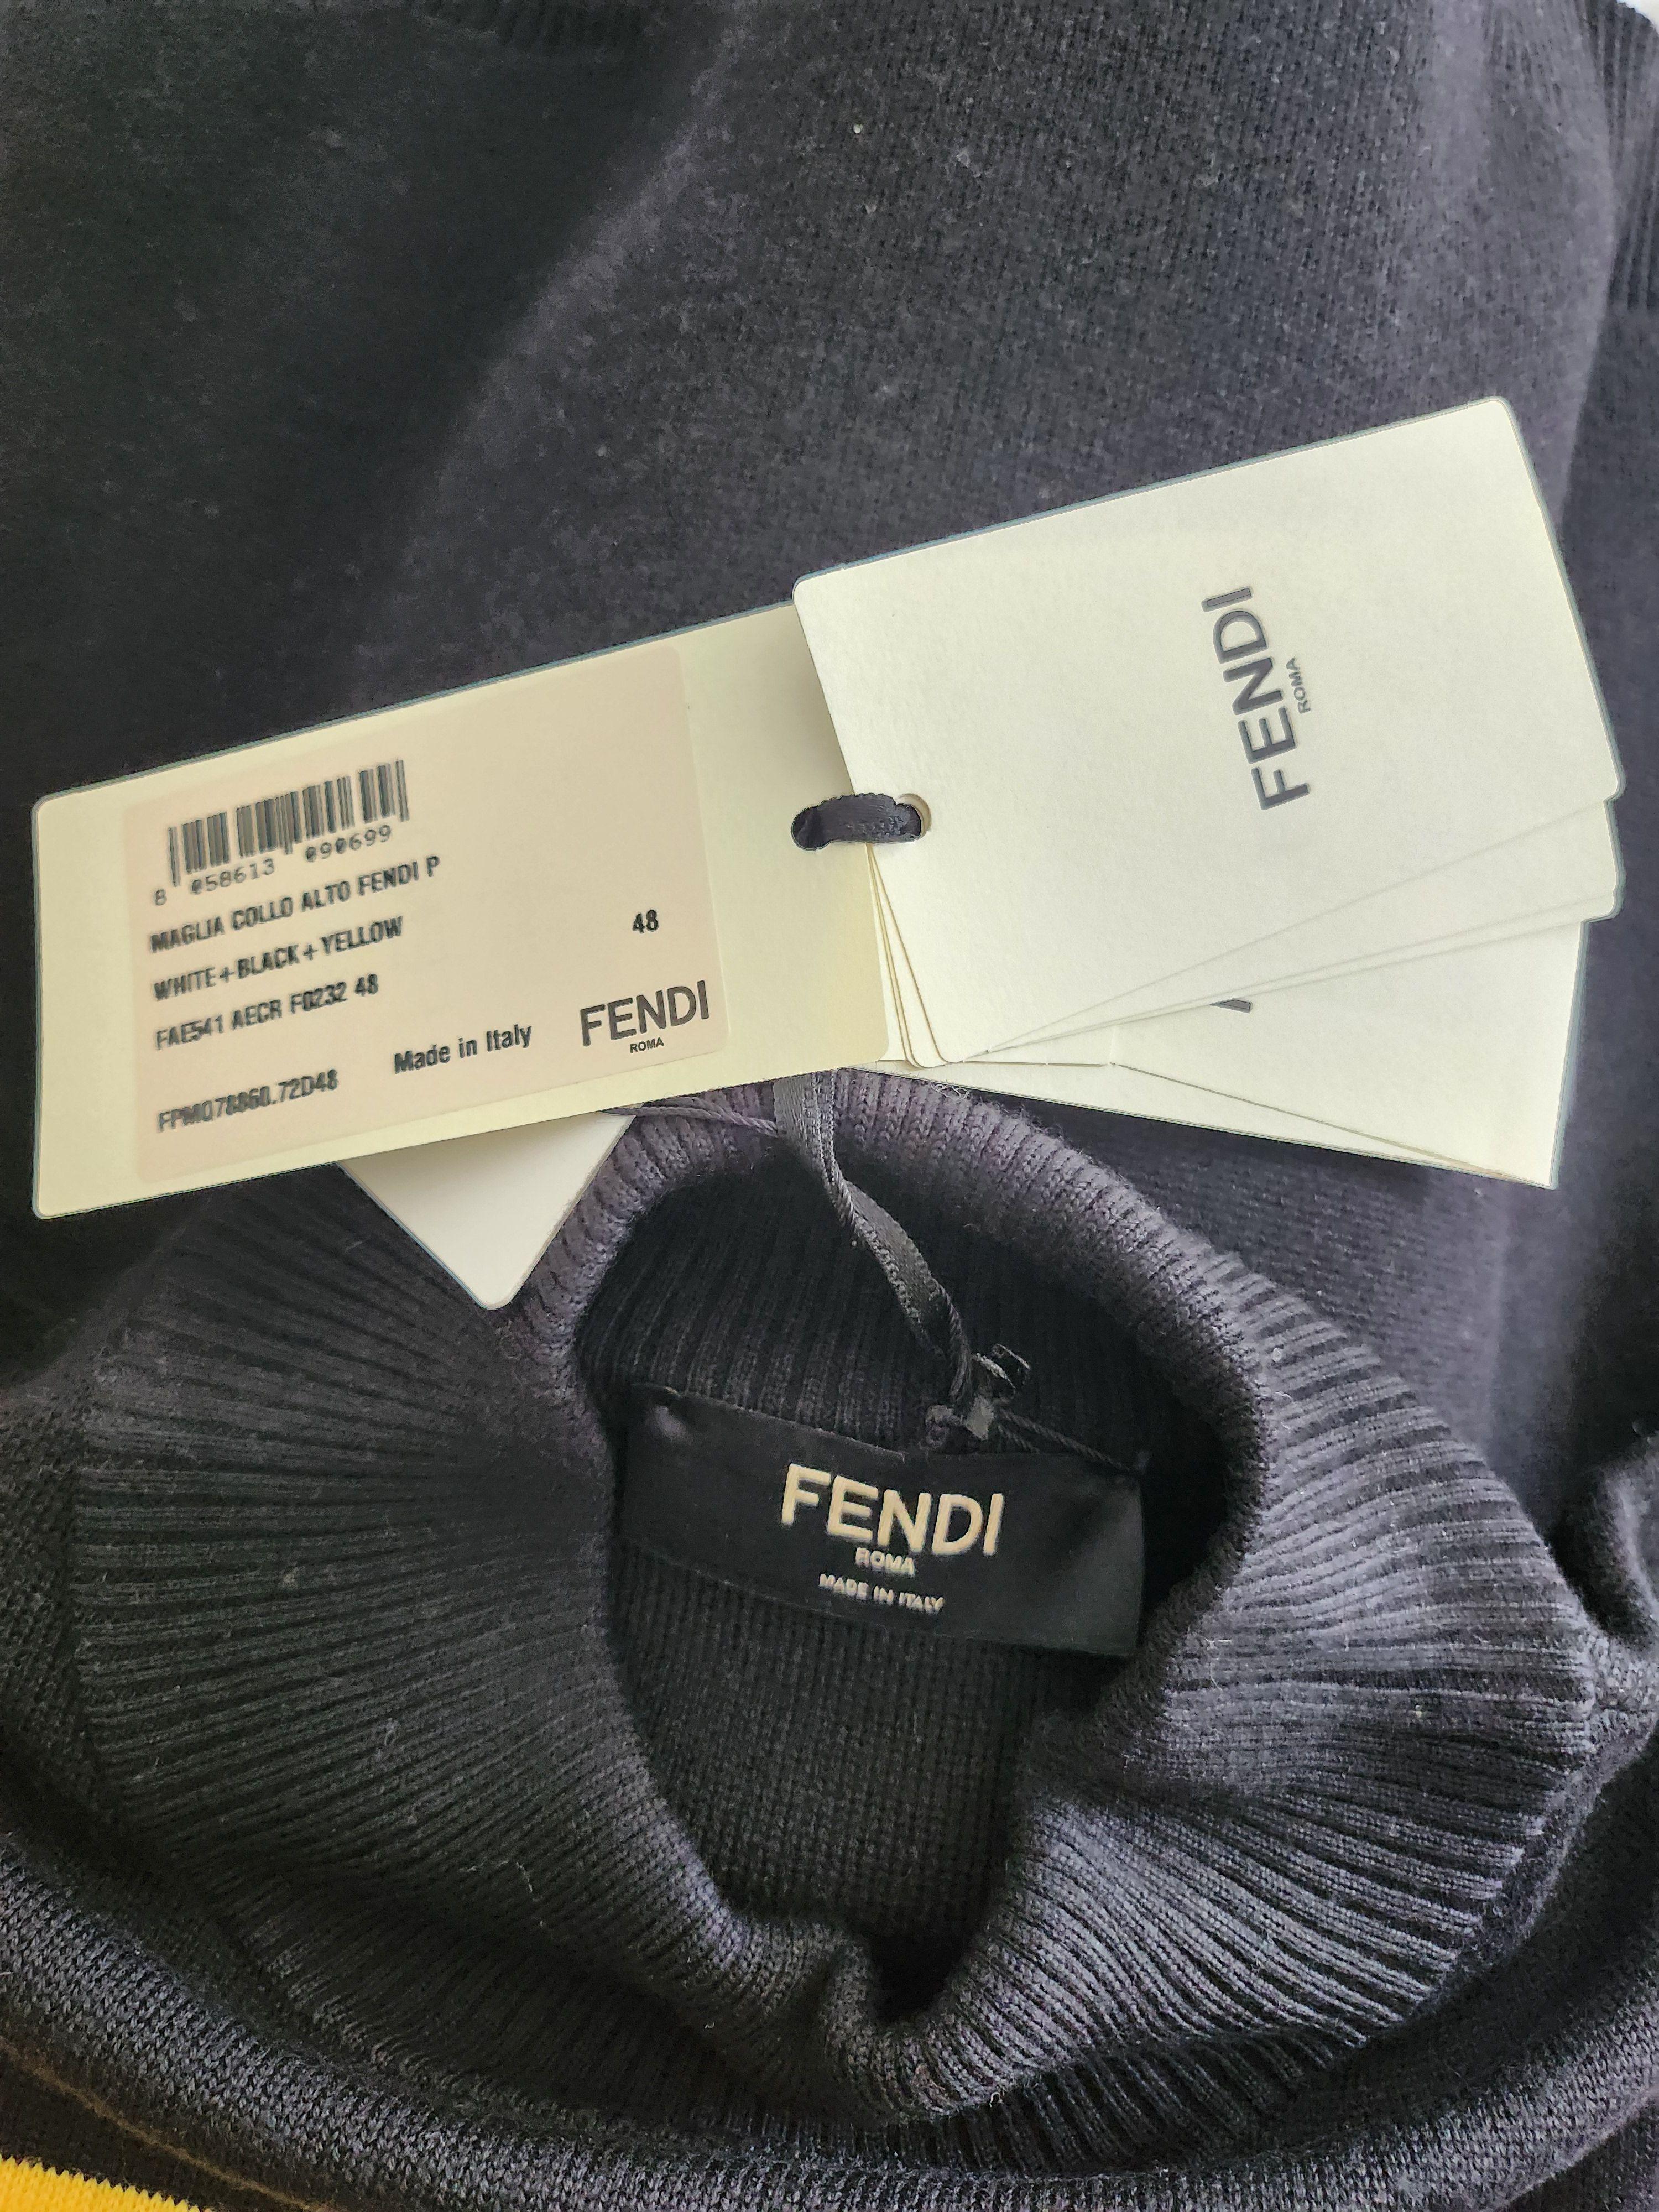 8 058613 090699
MAGLIA COLLO ALTO FENDI P
WHITE+BLACK+YELLOW
48
FAE541 AECR F0232 48
Made in Italy
FENDI
ROMA
FPMQ78860.72D48
FENDI
ROMA
FENDI
ROMA
MADE IN ITALY